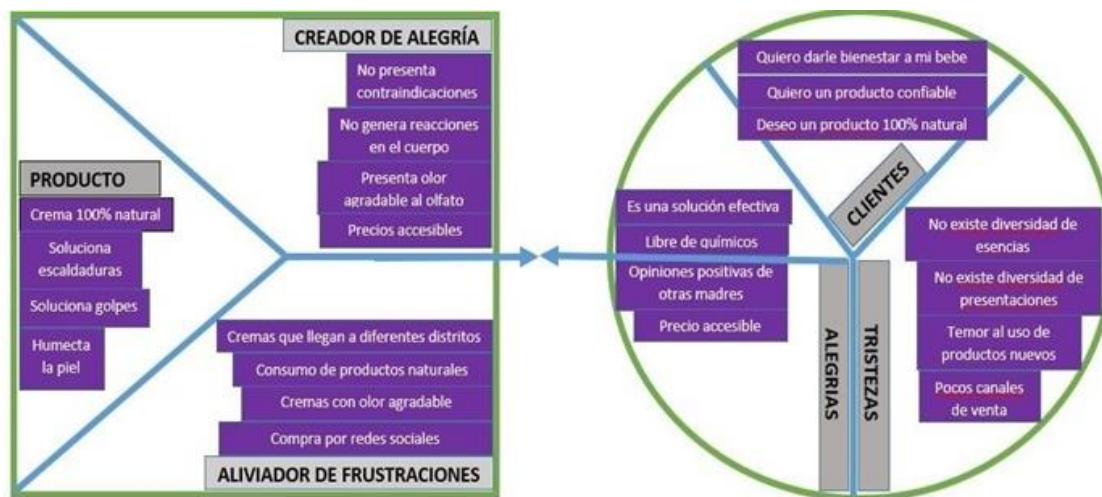 CREADOR DE ALEGRÍA
No presenta
contraindicaciones
No genera reacciones
en el cuerpo
Presenta olor
agradable al olfato
Precios accesibles
PRODUCTO
Crema 100% natural
Soluciona
escaldaduras
Soluciona golpes
Humecta
la piel
Cremas que llegan a diferentes distritos
Consumo de productos naturales
Cremas con olor agradable
Compra por redes sociales
ALIVIADOR DE FRUSTRACIONES
Quiero darle bienestar a mi bebe
Quiero un producto confiable
Deseo un producto 100% natural
CLIENTES
Es una solución efectiva
Libre de químicos
Opiniones positivas de
otras madres
Precio accesible
ALEGRIAS
TRISTEZAS
No existe diversidad de
esencias
No existe diversidad de
presentaciones
Temor al uso de
productos nuevos
Pocos canales
de venta